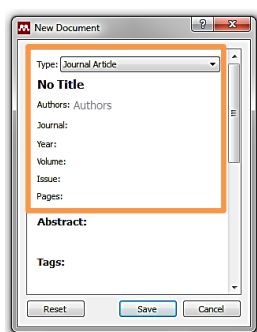 New Document
Type: Journal Article
No Title
Authors: Authors
Journal:
Year:
Volume:
Issue:
Pages:
Abstract:
Tags:
Reset Save Cancel